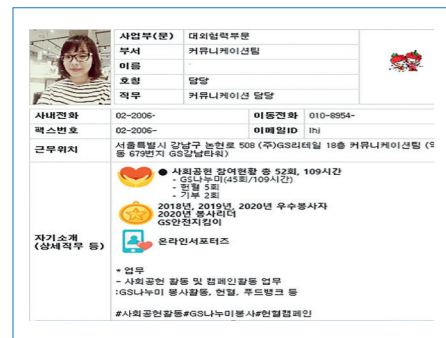 사업부(문) 대외협력부문
부서 커뮤니케이션팀
이름
호칭 담당
직무 커뮤니케이션 담당
사내전화 02-2006- 이동전화 010-8954-
팩스번호 02-2006- 이메일ID lhj
근무위치 서울특별시 강남구 논현로 508 (주)GS리테일 18층 커뮤니케이션팀 (역
동 679번지 GS강남타워)
자기소개
(상세직무 등)
● 사회공헌 참여현황 총 52회, 109시간
- GS나누미(45회/109시간)
- 헌혈 5회
- 기부 2회
2018년, 2019년, 2020년 우수봉사자
2020년 봉사리더
GS안전지킴이
온라인서포터즈
* 업무
- 사회공헌 활동 및 캠페인활동 업무
:GS나누미 봉사활동, 헌혈, 푸드뱅크 등
#사회공헌활동#GS나누미봉사#헌혈캠페인